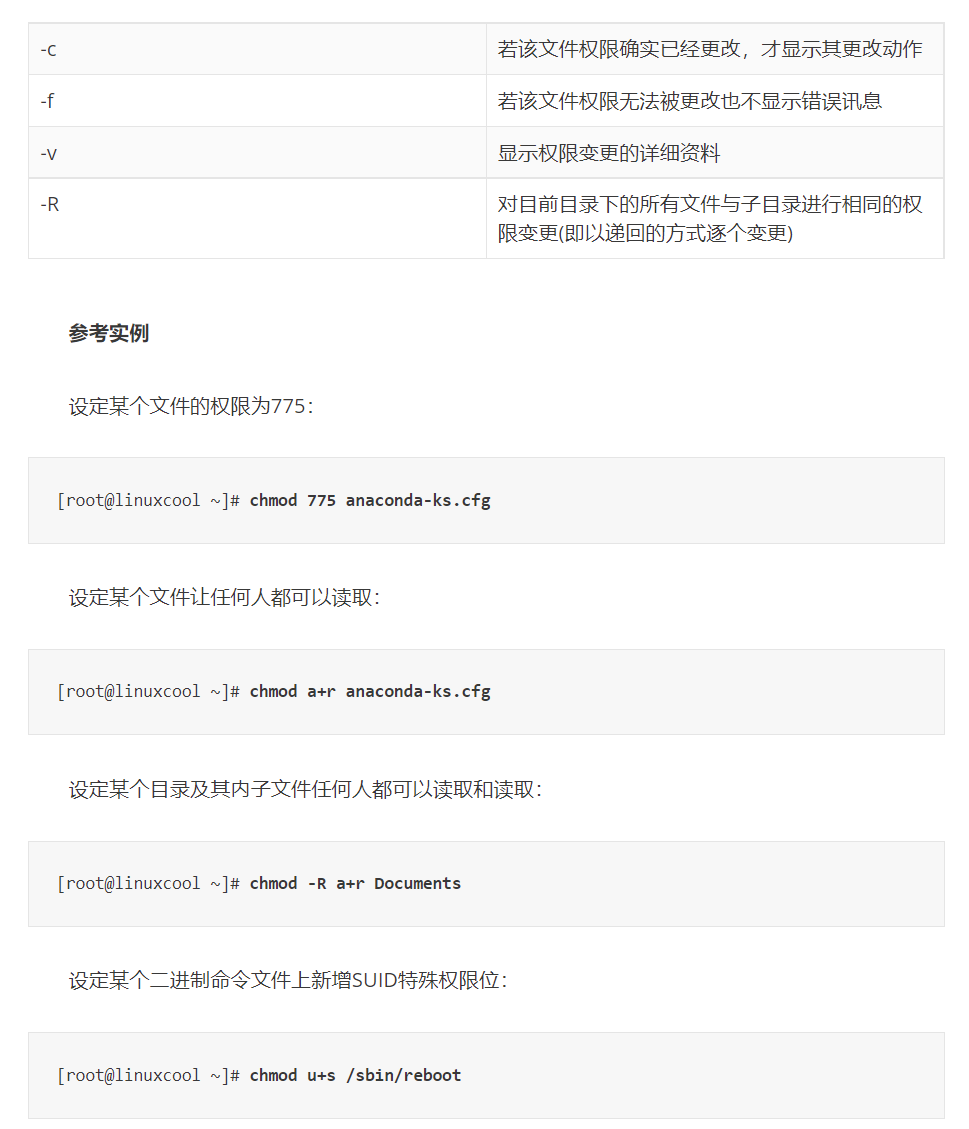 -c
若该文件权限确实已经更改，才显示其更改动作
-f
若该文件权限无法被更改也不显示错误讯息
-v
显示权限变更的详细资料
-R
对目前目录下的所有文件与子目录进行相同的权
限变更(即以递回的方式逐个变更)
参考实例
设定某个文件的权限为775：
[root@linuxcool ~]# chmod 775 anaconda-ks.cfg
设定某个文件让任何人都可以读取：
[root@linuxcool ~]# chmod a+r anaconda-ks.cfg
设定某个目录及其内子文件任何人都可以读取和读取：
[root@linuxcool ~]# chmod -R a+r Documents
设定某个二进制命令文件上新增SUID特殊权限位：
[root@linuxcool ~]# chmod u+s /sbin/reboot